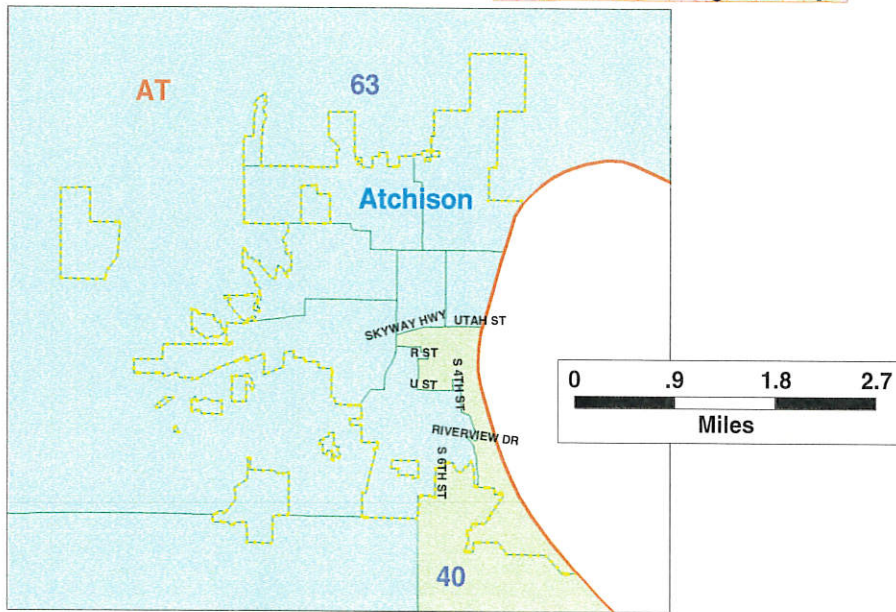 63
AT
Atchison
SKYWAY HWY
UTAH ST
R ST
S 4TH ST
U ST
RIVERVIEW DR
S 6TH ST
40
0 .9 1.8 2.7
Miles